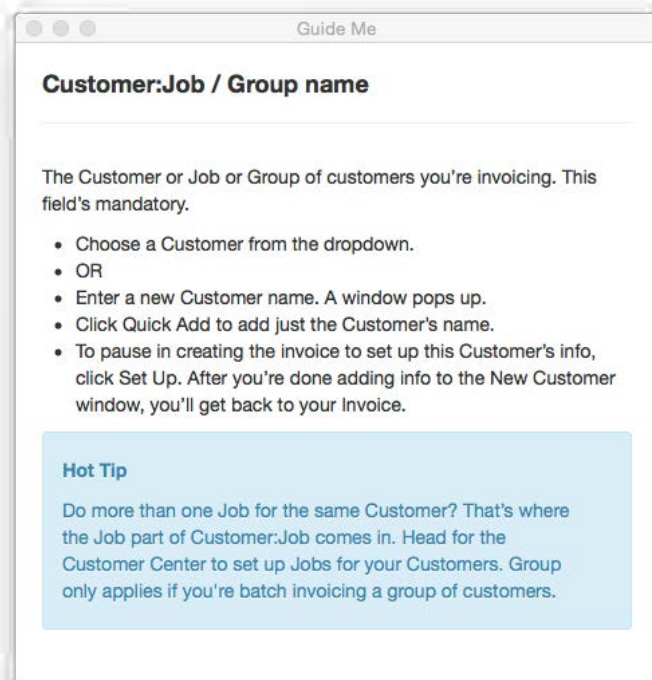 Guide Me
Customer:Job / Group name
The Customer or Job or Group of customers you're invoicing. This
field's mandatory.
• Choose a Customer from the dropdown.
• OR
• Enter a new Customer name. A window pops up.
• Click Quick Add to add just the Customer's name.
• To pause in creating the invoice to set up this Customer's info,
click Set Up. After you're done adding info to the New Customer
window, you'll get back to your Invoice.
Hot Tip
Do more than one Job for the same Customer? That's where
the Job part of Customer:Job comes in. Head for the
Customer Center to set up Jobs for your Customers. Group
only applies if you're batch invoicing a group of customers.